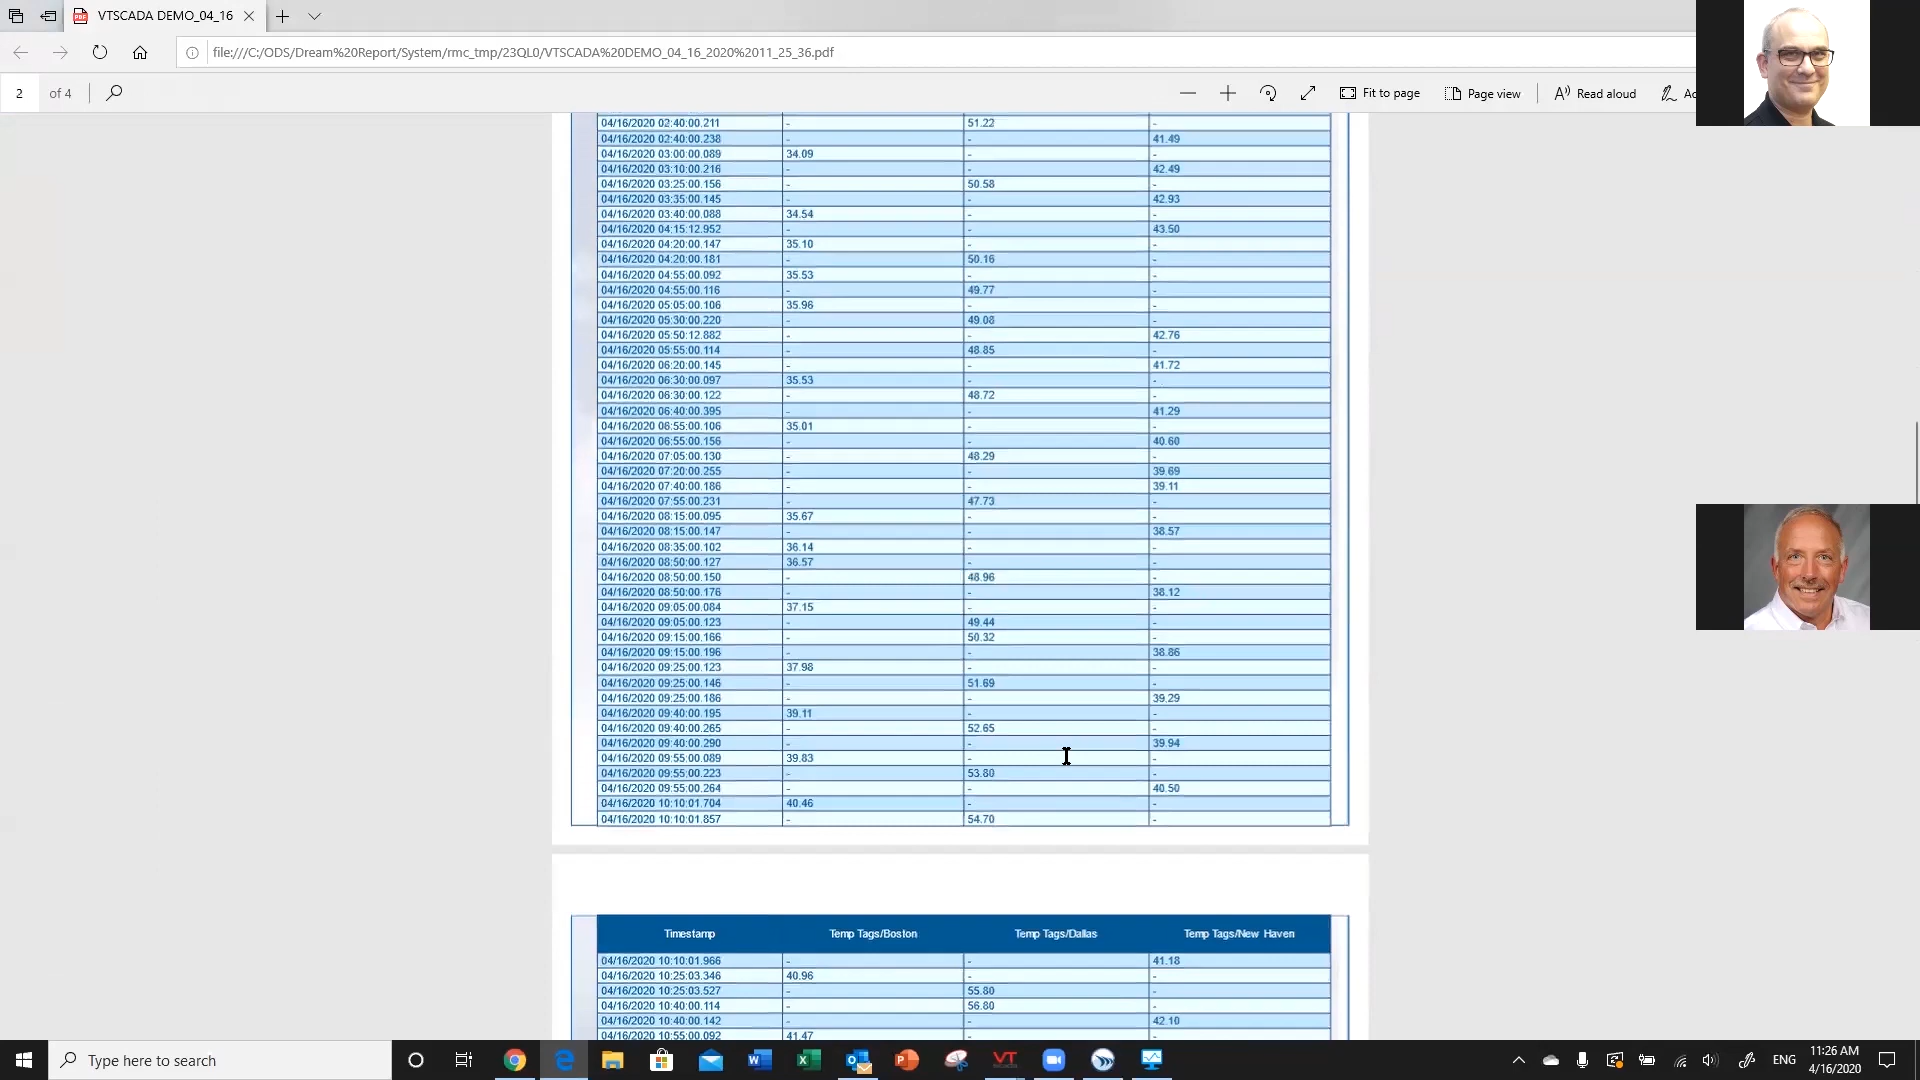 VTSCADA DEMO_04_16
file:///C:/ODS/Dream%20Report/System/rmc_tmp/23QL0/VTSCADA%20DEMO_04_16_2020%2011_25_36.pdf
2 of 4 Fit to page Page view Read aloud
04/16/2020 02:40:00.211 - 51.22 -
04/16/2020 02:40:00.238 - - 41.49
04/16/2020 03:00:00.089 34.09 - -
04/16/2020 03:10:00.216 - - 42.49
04/16/2020 03:25:00.156 - 50.58 -
04/16/2020 03:35:00.145 - - 42.93
04/16/2020 03:40:00.088 34.54 - -
04/16/2020 04:15:12.952 - - 43.50
04/16/2020 04:20:00.147 35.10 - -
04/16/2020 04:20:00.181 - 50.16 -
04/16/2020 04:55:00.092 35.53 - -
04/16/2020 04:55:00.116 - 49.77 -
04/16/2020 05:05:00.106 35.96 - -
04/16/2020 05:30:00.220 - 49.08 -
04/16/2020 05:50:12.882 - - 42.76
04/16/2020 05:55:00.114 - 48.85 -
04/16/2020 06:20:00.145 - - 41.72
04/16/2020 06:30:00.097 35.53 - -
04/16/2020 06:30:00.122 - 48.72 -
04/16/2020 06:40:00.395 - - 41.29
04/16/2020 06:55:00.106 35.01 - -
04/16/2020 06:55:00.156 - - 40.60
04/16/2020 07:05:00.130 - 48.29 -
04/16/2020 07:20:00.255 - - 39.69
04/16/2020 07:40:00.186 - - 39.11
04/16/2020 07:55:00.231 - 47.73 -
04/16/2020 08:15:00.095 35.67 - -
04/16/2020 08:15:00.147 - - 38.57
04/16/2020 08:35:00.102 36.14 - -
04/16/2020 08:50:00.127 36.57 - -
04/16/2020 08:50:00.150 - 48.96 -
04/16/2020 08:50:00.176 - - 38.12
04/16/2020 09:05:00.084 37.15 - -
04/16/2020 09:05:00.123 - 49.44 -
04/16/2020 09:15:00.166 - 50.32 -
04/16/2020 09:15:00.196 - - 38.86
04/16/2020 09:25:00.123 37.98 - -
04/16/2020 09:25:00.146 - 51.69 -
04/16/2020 09:25:00.186 - - 39.29
04/16/2020 09:40:00.195 39.11 - -
04/16/2020 09:40:00.265 - 52.65 -
04/16/2020 09:40:00.290 - - 39.94
04/16/2020 09:55:00.089 39.83 - -
04/16/2020 09:55:00.223 - 53.80 -
04/16/2020 09:55:00.264 - - 40.50
04/16/2020 10:10:01.704 40.46 - -
04/16/2020 10:10:01.857 - 54.70 -
Timestamp Temp Tags/Boston Temp Tags/Dallas Temp Tags/New Haven
04/16/2020 10:10:01.966 - - 41.18
04/16/2020 10:25:03.346 40.96 - -
04/16/2020 10:25:03.527 - 55.80 -
04/16/2020 10:40:00.114 - 56.80 -
04/16/2020 10:40:00.142 - - 42.10
04/16/2020 10:55:00.092 41.47 - -
Type here to search
VT
ENG
11:26 AM
4/16/2020